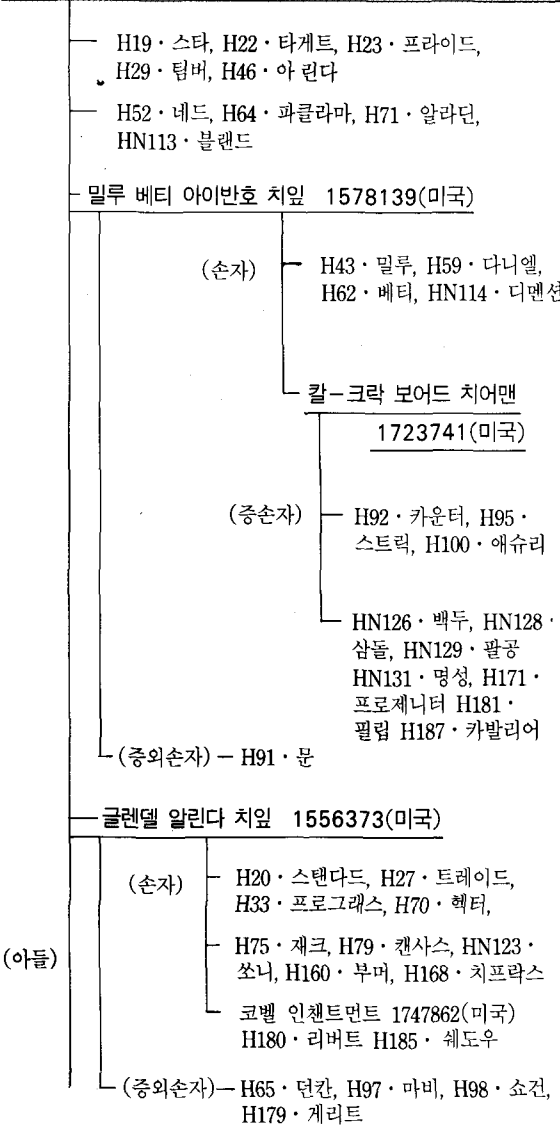 H19・스타, H22・타게트, H23・프라이드,
H29・텀버, H46・아린다
H52・네드, H64・파클라마, H71・알라딘,
HN113・블랜드
밀루 베티 아이반호 치잎 1578139(미국)
(손자)
H43・밀루, H59・다니엘,
H62・베티, HN114・디멘션
칼-크락 보어드 치어맨
1723741(미국)
(증손자)
H92・카운터, H95・
스트릭, H100・애슈리
HN126・백두, HN128・
삼돌, HN129・팔공
HN131・명성, H171・
프로제니터 H181・
필립 H187・카발리어
(증외손자)－H91・문
글렌델 알린다 치잎 1556373(미국)
(손자)
H20・스탠다드, H27・트레이드,
H33・프로그래스, H70・헥터,
(아들)
H75・재크, H79・캔사스, HN123・
쏘니, H160・부머, H168・치프락스
코벨 인챈트먼트 1747862(미국)
H180・리버트 H185・쉐도우
(증외손자)－H65・던칸, H97・마비, H98・쇼건,
H179・게리트